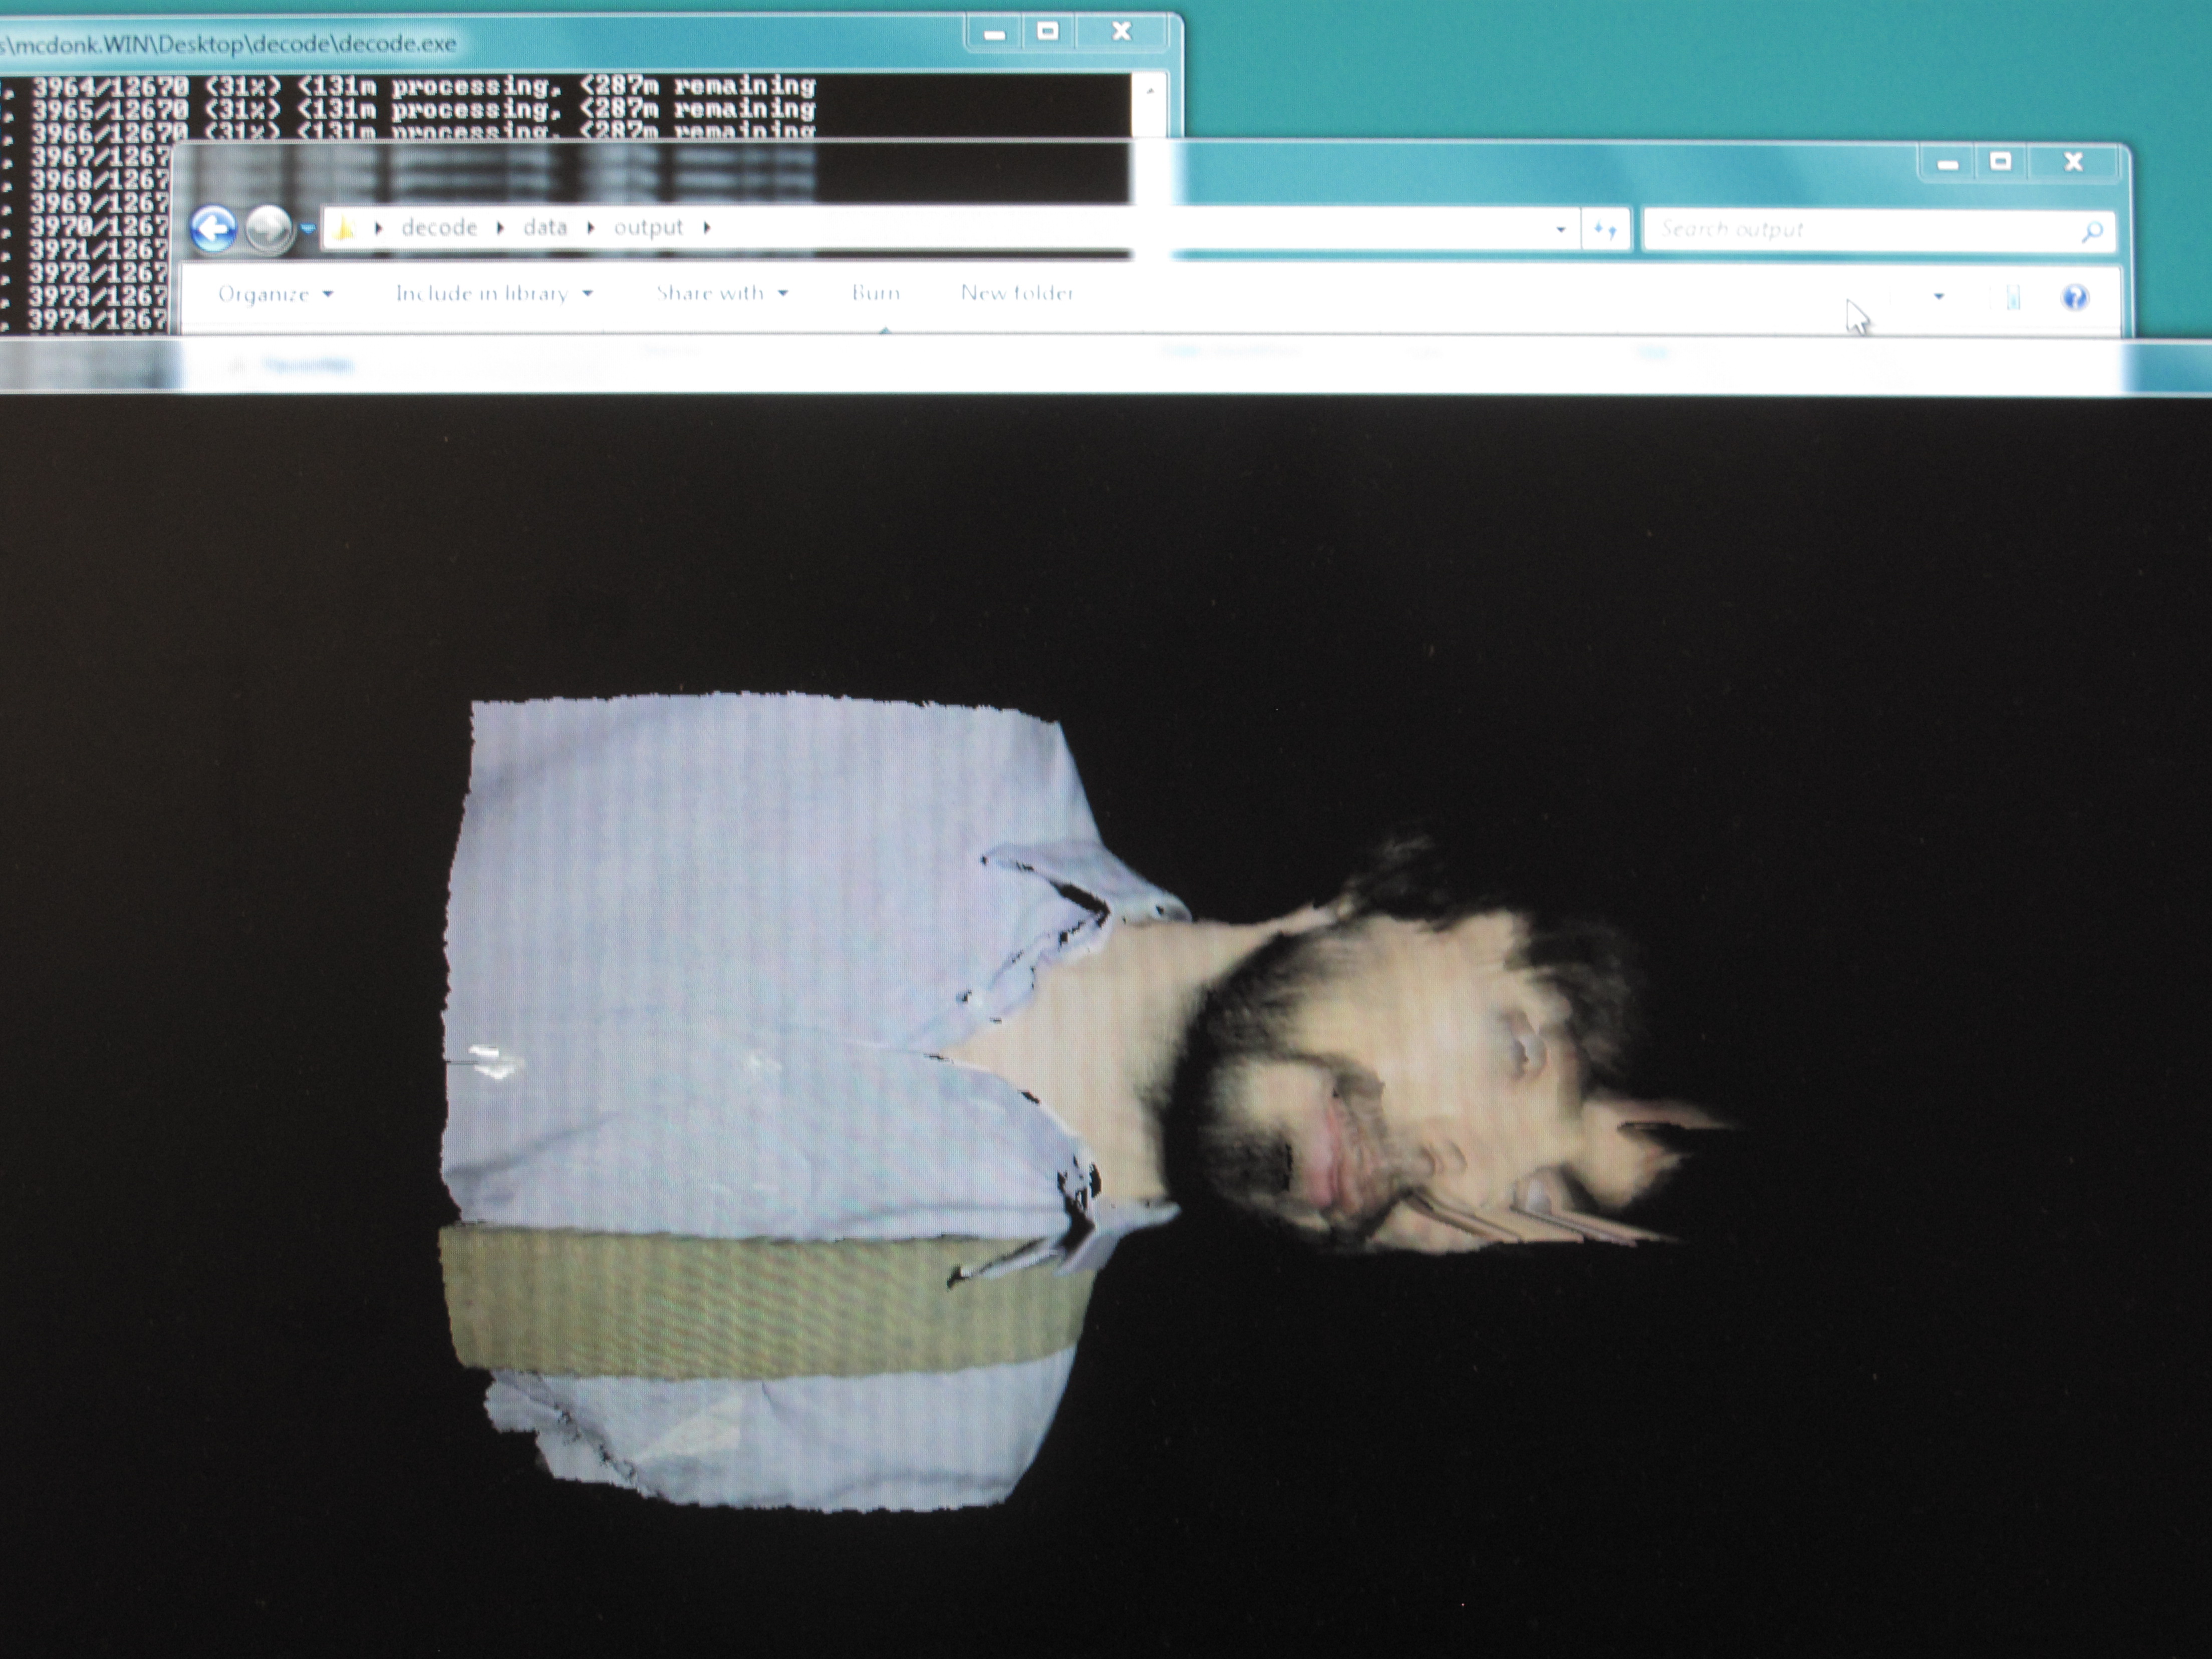 s\mcdonk.WIN\Desktop\decode\decode.exe
, 3964/12670 (31%) <131m processing, <287m remaining
, 3965/12670 (31%) <131m processing, <287m remaining
, 3966/12670 (31%) <131m processing, <287m remaining
, 3967/1267
, 3968/1267
, 3969/1267
, 3970/1267
, 3971/1267
, 3972/1267
, 3973/1267
, 3974/1267
decode data output
Search output
Organize Include in library Share with Burn New folder